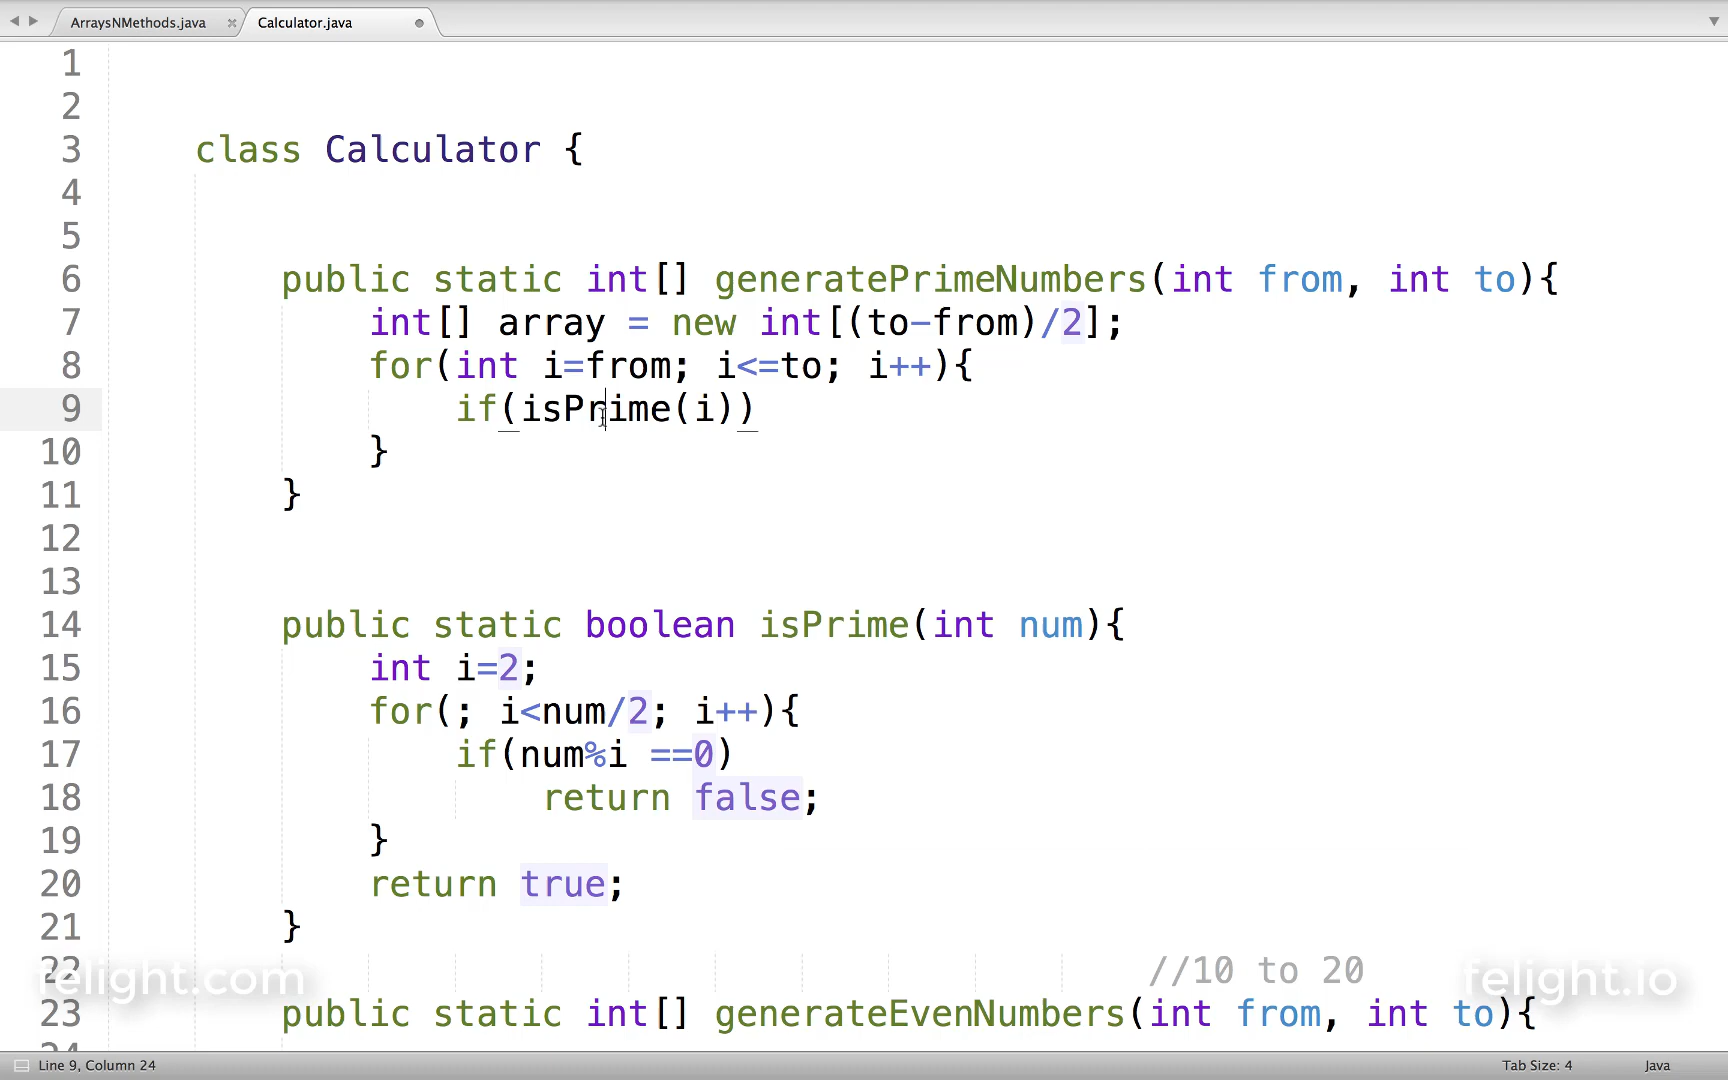 ArraysNMethods.java × Calculator.java
1
2
3 class Calculator {
4
5
6 public static int[] generatePrimeNumbers(int from, int to){
7 int[] array = new int[(to-from)/2];
8 for(int i=from; i<=to; i++){
9 if(isPrime(i))
10 }
11 }
12
13
14 public static boolean isPrime(int num){
15 int i=2;
16 for(; i<num/2; i++){
17 if(num%i ==0)
18 return false;
19 }
20 return true;
21 }
22 //10 to 20
felight.com felight.io
23 public static int[] generateEvenNumbers(int from, int to){
24
Line 9, Column 24 Tab Size: 4 Java